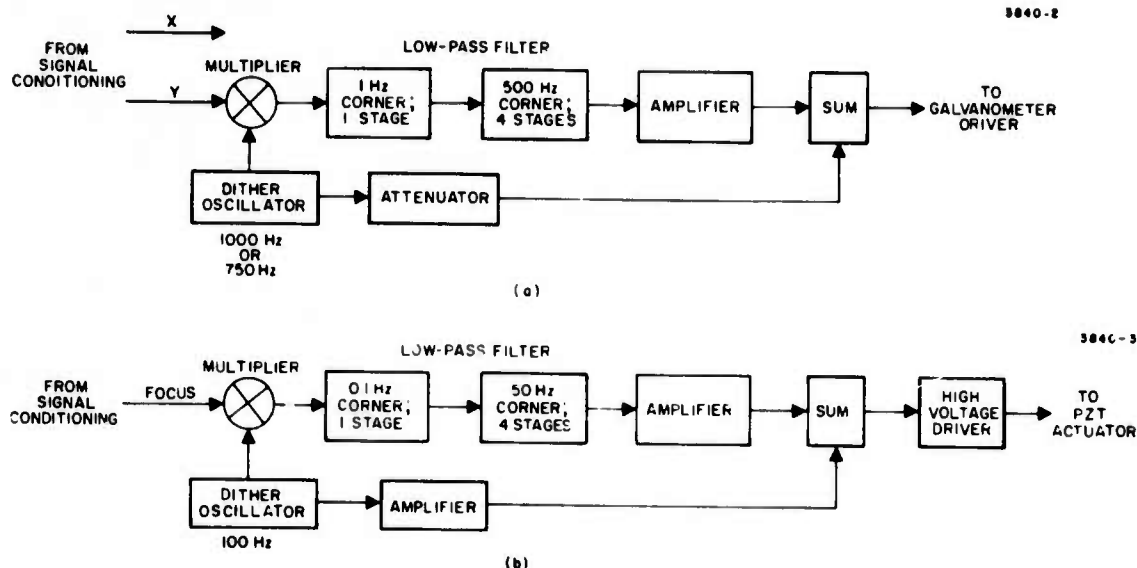 3840-2
X
FROM
SIGNAL
CONDITIONING
Y
MULTIPLIER
LOW-PASS FILTER
1 Hz
CORNER;
1 STAGE
500 Hz
CORNER;
4 STAGES
AMPLIFIER
SUM
TO
GALVANOMETER
DRIVER
DITHER
OSCILLATOR
ATTENUATOR
1000 Hz
OR
750 Hz
(a)
3840-3
LOW-PASS FILTER
MULTIPLIER
FROM
SIGNAL
CONDITIONING
FOCUS
0.1 Hz
CORNER;
1 STAGE
50 Hz
CORNER;
4 STAGES
AMPLIFIER
SUM
HIGH
VOLTAGE
DRIVER
TO
PZT
ACTUATOR
DITHER
OSCILLATOR
AMPLIFIER
100 Hz
(b)